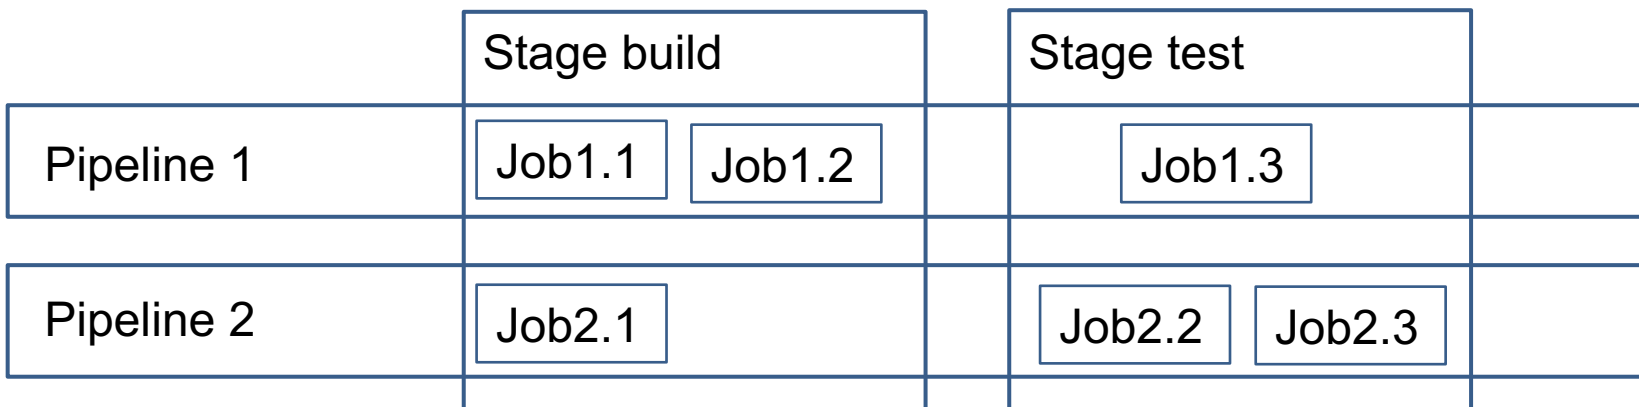 Stage build
Stage test
Pipeline 1
Job1.1
Job1.2
Job1.3
Pipeline 2
Job2.1
Job2.2
Job2.3